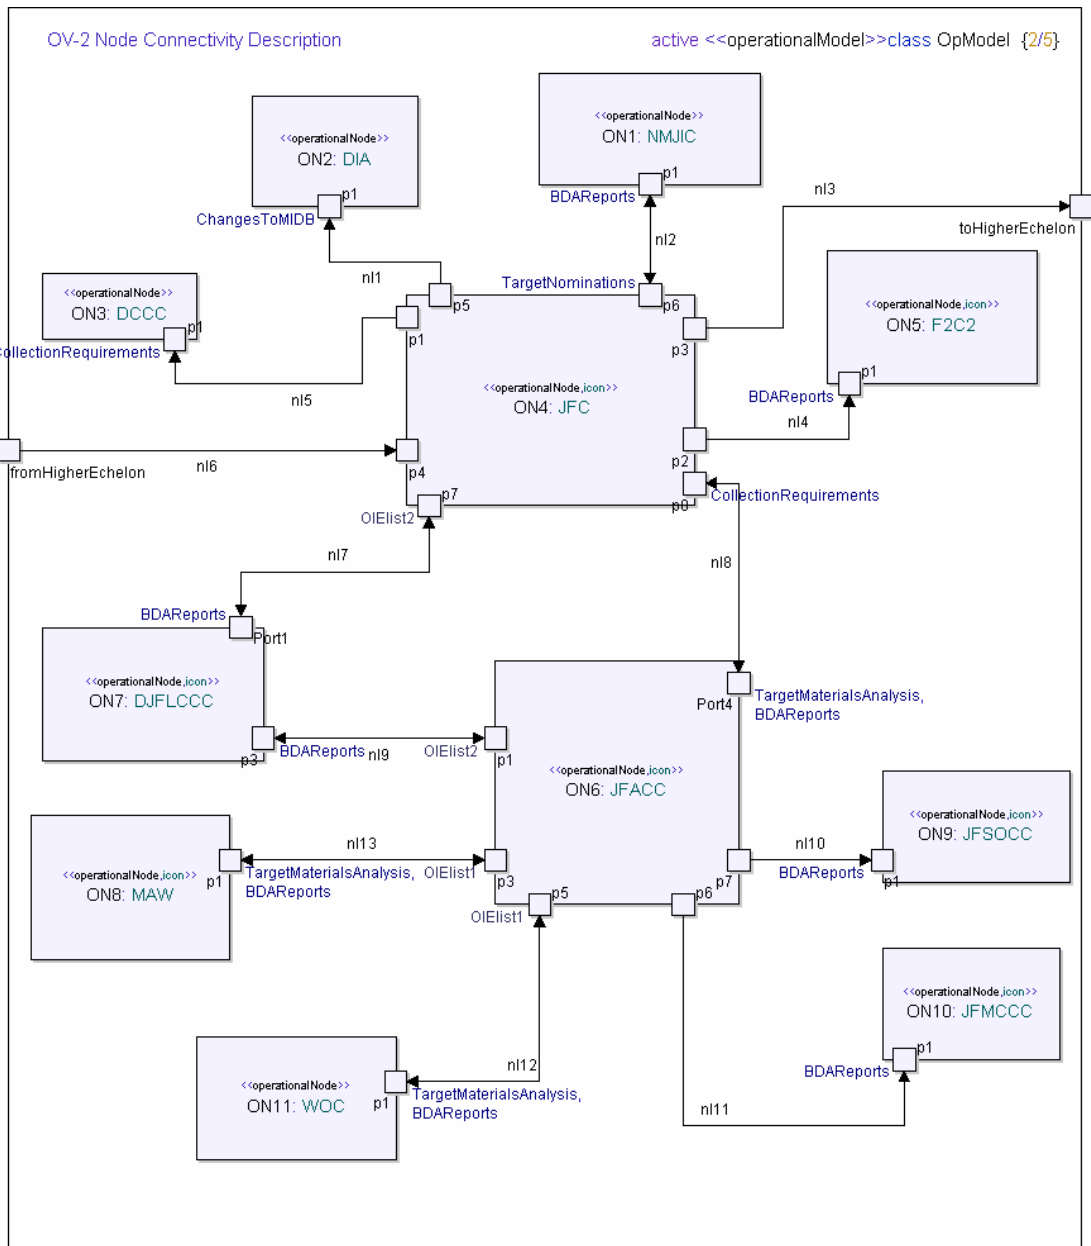 OV-2 Node Connectivity Description
active <<operationalModel>>class OpModel {2/5}
<<operationalNode>>
ON1: NMJIC
p1
BDAReports
<<operationalNode>>
ON2: DIA
p1
ChangesToMIDB
nl3
toHigherEchelon
nl2
nl1
TargetNominations
<<operationalNode>>
ON3: DCCC
p1
CollectionRequirements
p5
p6
p1
p3
<<operationalNode,icon>>
ON5: F2C2
p1
BDAReports
nl5
<<operationalNode,icon>>
ON4: JFC
nl4
nl6
fromHigherEchelon
p4
p2
p7
OIElist2
CollectionRequirements
nl7
nl8
BDAReports
Port1
<<operationalNode,icon>>
ON7: DJFLCCC
p3
BDAReports
nl9
OIElist2
p1
Port4
TargetMaterialsAnalysis,
BDAReports
<<operationalNode,icon>>
ON6: JFACC
<<operationalNode,icon>>
ON9: JFSOCC
nl10
BDAReports
p1
p7
nl13
<<operationalNode,icon>>
ON8: MAW
p1
TargetMaterialsAnalysis,
BDAReports
OIElist1
p3
p5
p6
OIElist1
<<operationalNode,icon>>
ON10: JFMCCC
p1
BDAReports
nl12
<<operationalNode>>
ON11: WOC
p1
TargetMaterialsAnalysis,
BDAReports
nl11